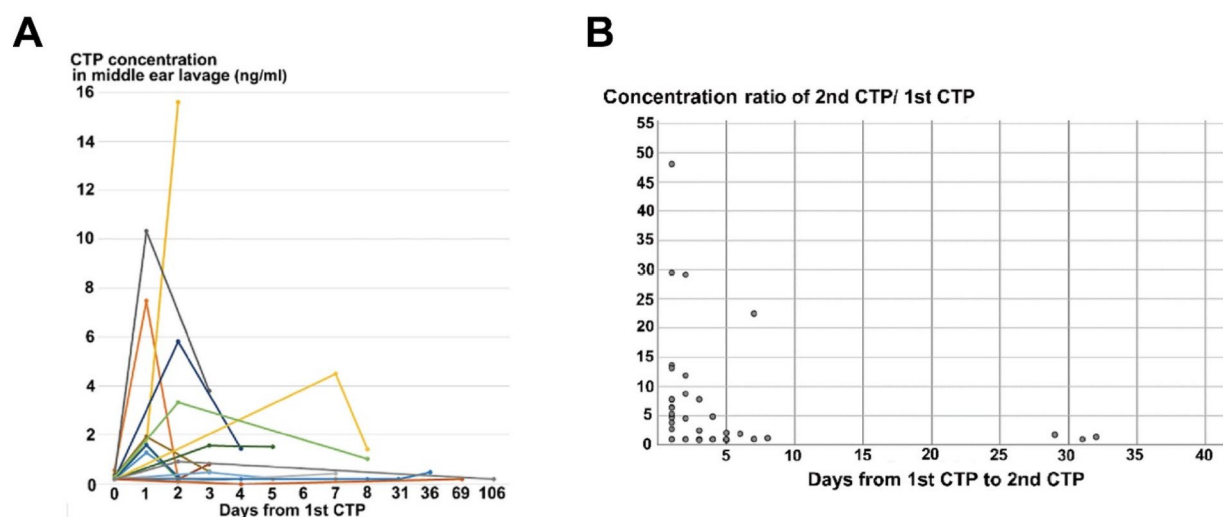 A
CTP concentration
in middle ear lavage (ng/ml)
16
14
12
10
8
6
4
2
0
0 1 2 3 4 5 6 7 8 31 36 69 106
Days from 1st CTP
B
Concentration ratio of 2nd CTP/ 1st CTP
55
50
45
40
35
30
25
20
15
10
5
0
5 10 15 20 25 30 35 40
Days from 1st CTP to 2nd CTP